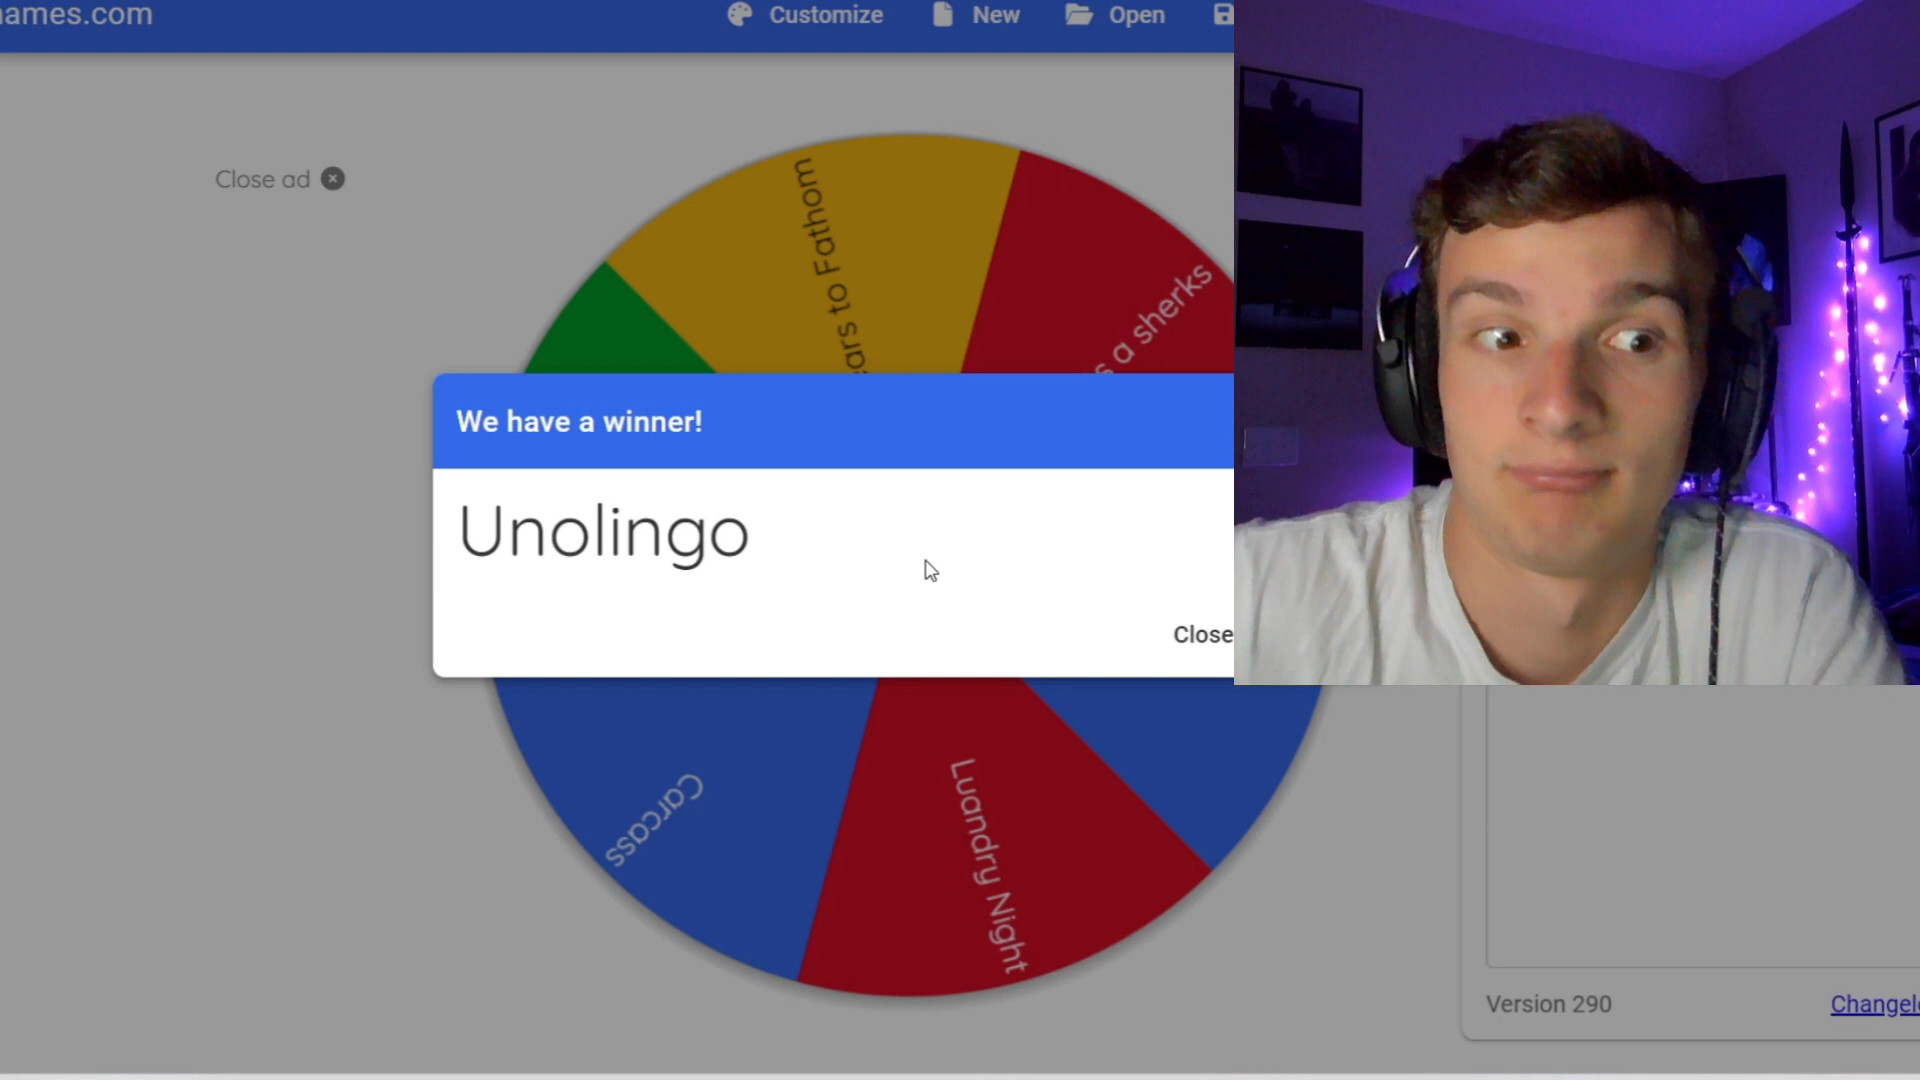 names.com
Customize
New
Open
Close ad
ars to Fathom
s a sherks
We have a winner!
Unolingo
Close
Carcass
Luandry Night
Version 290
Changel